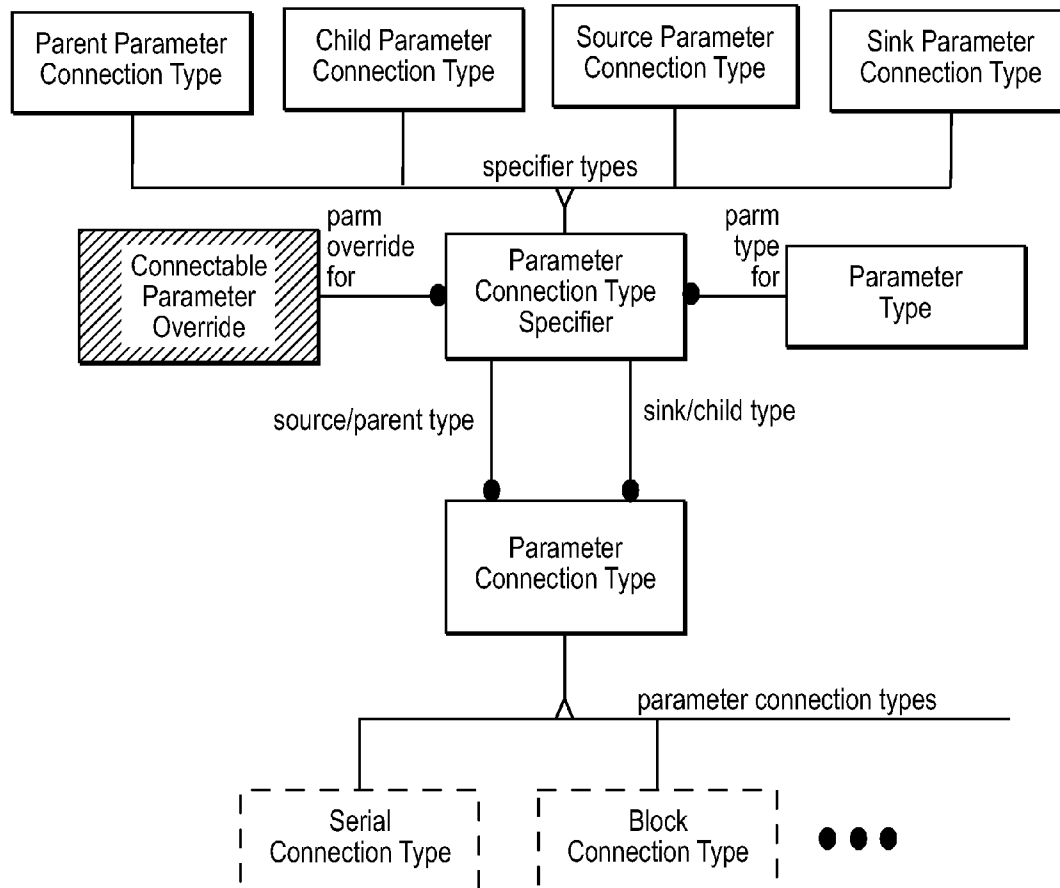 Parent Parameter
Connection Type
Child Parameter
Connection Type
Source Parameter
Connection Type
Sink Parameter
Connection Type
specifier types
parm
override
for
parm
type
for
Connectable
Parameter
Override
Parameter
Connection Type
Specifier
Parameter
Type
source/parent type
sink/child type
Parameter
Connection Type
parameter connection types
Serial
Connection Type
Block
Connection Type